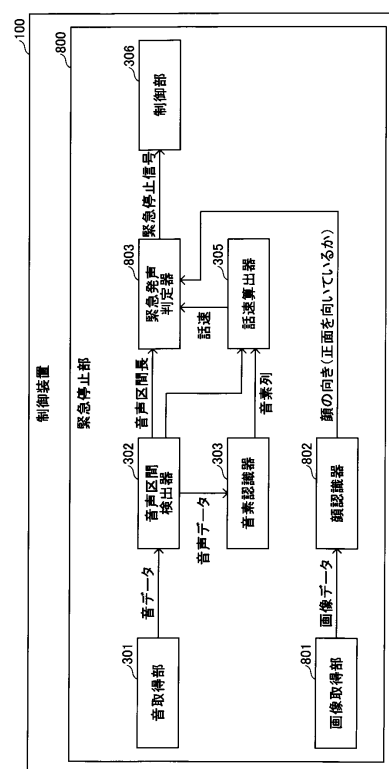 制御装置
100
緊急停止部
800
音取得部
301
音データ
音声区間
検出器
302
音声区間長
緊急発声
判定器
803
緊急停止信号
制御部
306
音声データ
話速
音素認識器
303
音素列
話速算出器
305
画像取得部
801
画像データ
顔認識器
802
顔の向き(正面を向いているか)